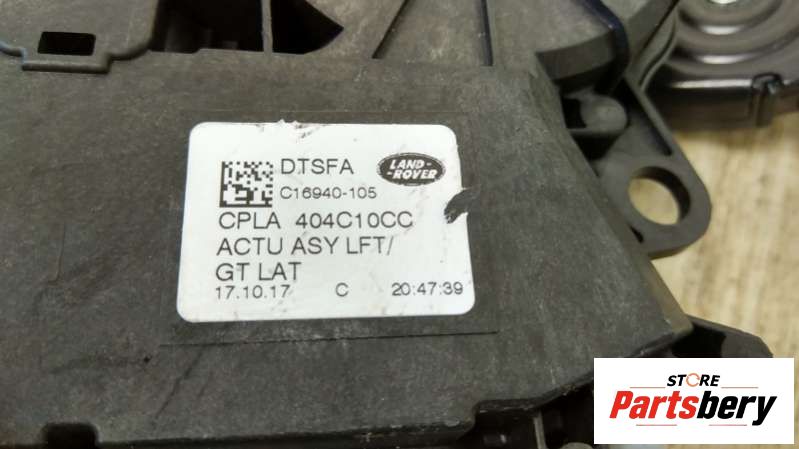 DTSFA
LAND-
-ROVER
C16940-105
CPLA 404C10CC
ACTU ASY LFT/
GT LAT
17.10.17 C 20:47:39
STORE
Partsbery